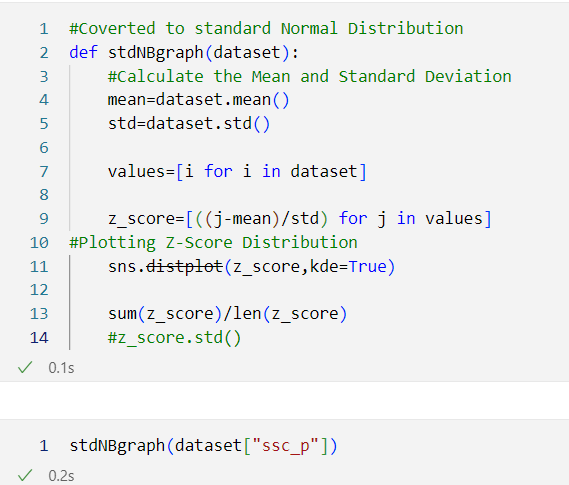 1 #Coverted to standard Normal Distribution
2 def stdNBgraph(dataset):
3     #Calculate the Mean and Standard Deviation
4     mean=dataset.mean()
5     std=dataset.std()
6
7     values=[i for i in dataset]
8
9     z_score=[((j-mean)/std) for j in values]
10 #Plotting Z-Score Distribution
11     sns.distplot(z_score,kde=True)
12
13     sum(z_score)/len(z_score)
14     #z_score.std()
✓ 0.1s
1 stdNBgraph(dataset["ssc_p"])
✓ 0.2s